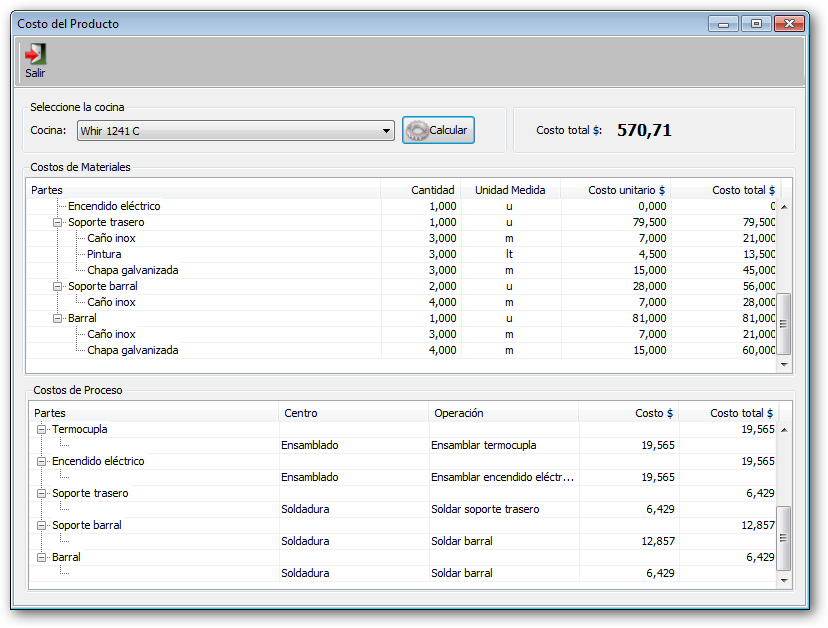 Costo del Producto
Salir
Seleccione la cocina
Cocina: Whir 1241 C Calcular Costo total $: 570,71
Costos de Materiales
Partes Cantidad Unidad Medida Costo unitario $ Costo total $
Encendido eléctrico 1,000 u 0,000 0
Soporte trasero 1,000 u 79,500 79,500
Caño inox 3,000 m 7,000 21,000
Pintura 3,000 lt 4,500 13,500
Chapa galvanizada 3,000 m 15,000 45,000
Soporte barral 2,000 u 28,000 56,000
Caño inox 4,000 m 7,000 28,000
Barral 1,000 u 81,000 81,000
Caño inox 3,000 m 7,000 21,000
Chapa galvanizada 4,000 m 15,000 60,000
Costos de Proceso
Partes Centro Operación Costo $ Costo total $
Termocupla 19,565
Ensamblado Ensamblar termocupla 19,565
Encendido eléctrico 19,565
Ensamblado Ensamblar encendido eléctr... 19,565
Soporte trasero 6,429
Soldadura Soldar soporte trasero 6,429
Soporte barral 12,857
Soldadura Soldar barral 12,857
Barral 6,429
Soldadura Soldar barral 6,429